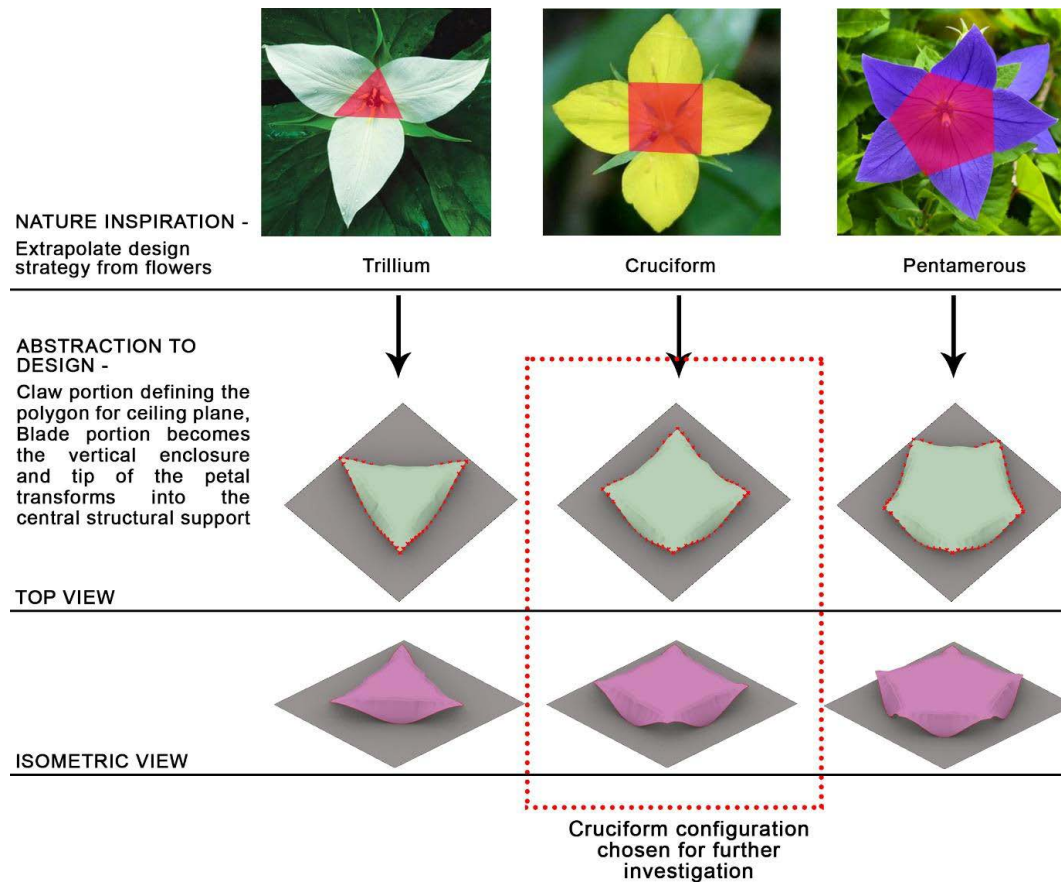 NATURE INSPIRATION -
Extrapolate design
strategy from flowers
Trillium
Cruciform
Pentamerous
ABSTRACTION TO
DESIGN -
Claw portion defining the
polygon for ceiling plane,
Blade portion becomes
the vertical enclosure
and tip of the petal
transforms into the
central structural support
TOP VIEW
ISOMETRIC VIEW
Cruciform configuration
chosen for further
investigation